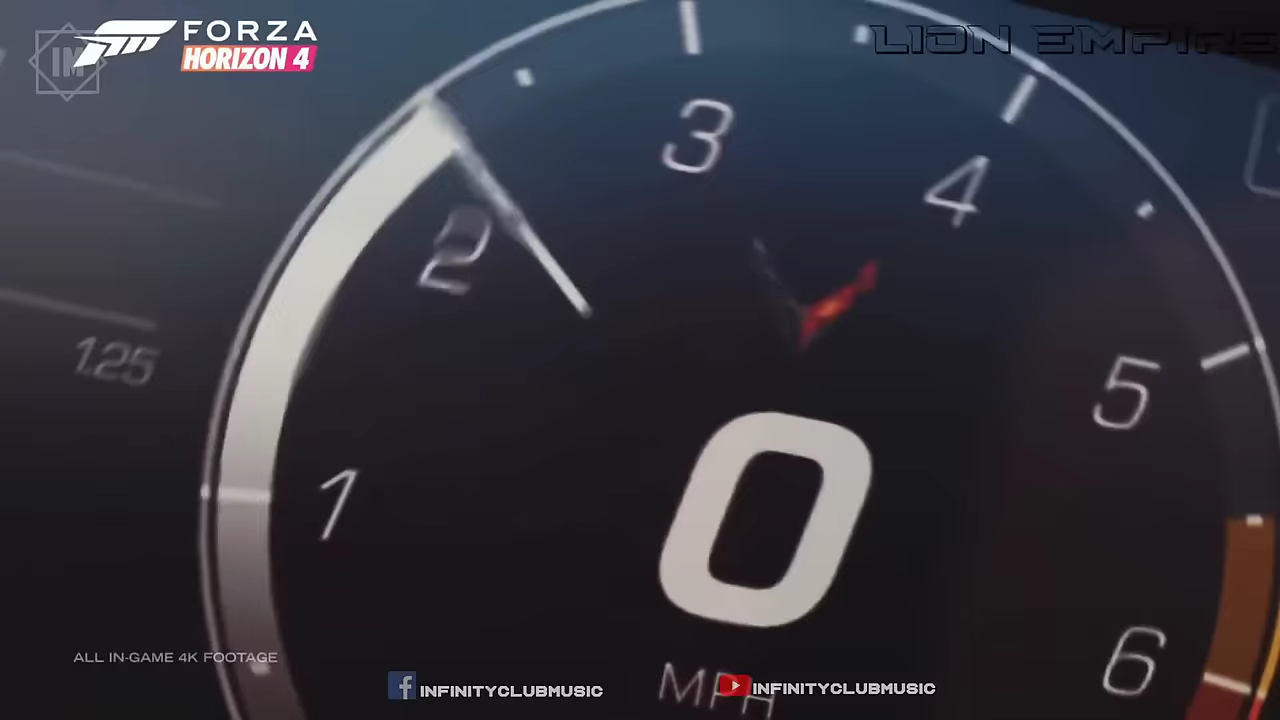 FORZA
HORIZON 4
IM
LION EMPIRE
3
4
2
1.25
5
1
0
6
ALL IN-GAME 4K FOOTAGE
MPH
INFINITYCLUBMUSIC
INFINITYCLUBMUSIC